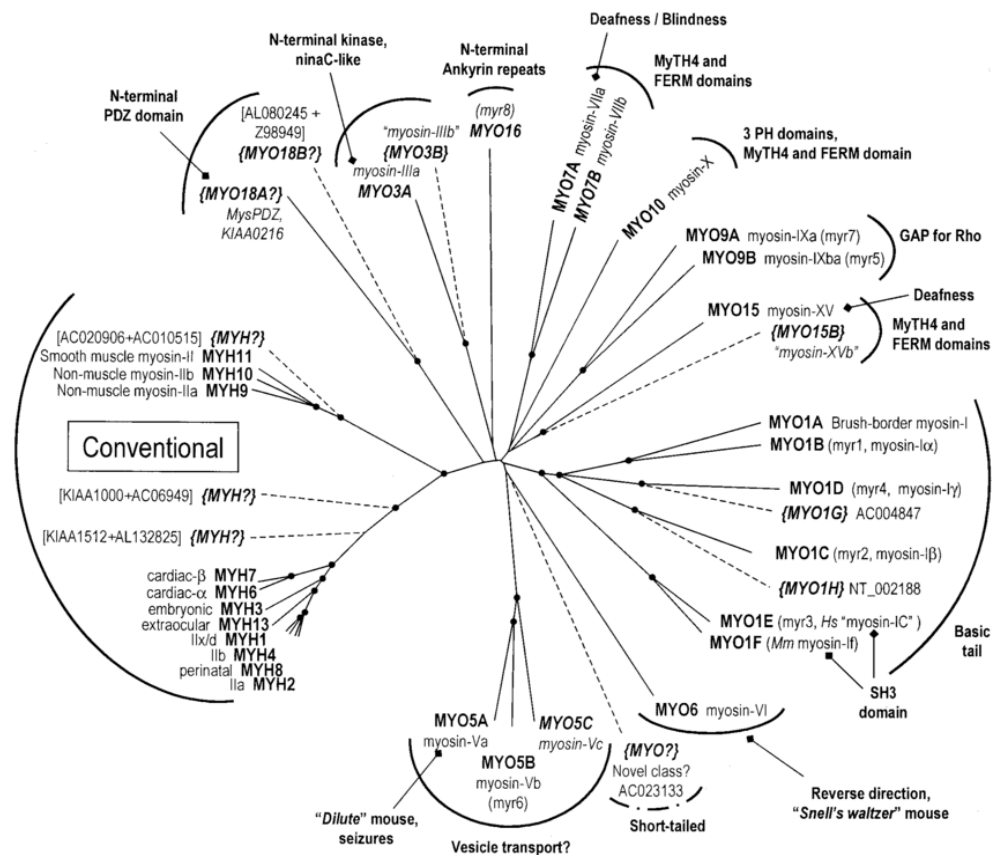 Deafness / Blindness
N-terminal kinase,
ninaC-like
N-terminal
Ankyrin repeats
MyTH4 and
FERM domains
N-terminal
PDZ domain
[AL080245 +
Z98949]
{MYO18B?}
{MYO18A?}
MysPDZ,
KIAA0216
"myosin-IIIb"
{MYO3B}
myosin-IIIa
MYO3A
(myr8)
MYO16
MYO7A myosin-VIIa
MYO7B myosin-VIIb
3 PH domains,
MyTH4 and FERM domain
MYO10 myosin-X
MYO9A myosin-IXa (myr7)
MYO9B myosin-IXba (myr5)
GAP for Rho
Deafness
MYO15 myosin-XV
{MYO15B}
"myosin-XVb"
MyTH4 and
FERM domains
[AC020906+AC010515] {MYH?}
Smooth muscle myosin-II MYH11
Non-muscle myosin-IIb MYH10
Non-muscle myosin-IIa MYH9
Conventional
[KIAA1000+AC06949] {MYH?}
[KIAA1512+AL132825] {MYH?}
cardiac-β MYH7
cardiac-α MYH6
embryonic MYH3
extraocular MYH13
IIx/d MYH1
IIb MYH4
perinatal MYH8
IIa MYH2
MYO1A Brush-border myosin-I
MYO1B (myr1, myosin-Iα)
MYO1D (myr4, myosin-Iγ)
{MYO1G} AC004847
MYO1C (myr2, myosin-Iβ)
{MYO1H} NT_002188
MYO1E (myr3, Hs "myosin-IC" )
MYO1F (Mm myosin-If)
Basic
tail
SH3
domain
MYO6 myosin-VI
Reverse direction,
"Snell's waltzer" mouse
MYO5A
myosin-Va
MYO5B
myosin-Vb
(myr6)
MYO5C
myosin-Vc
{MYO?}
Novel class?
AC023133
Short-tailed
"Dilute" mouse,
seizures
Vesicle transport?